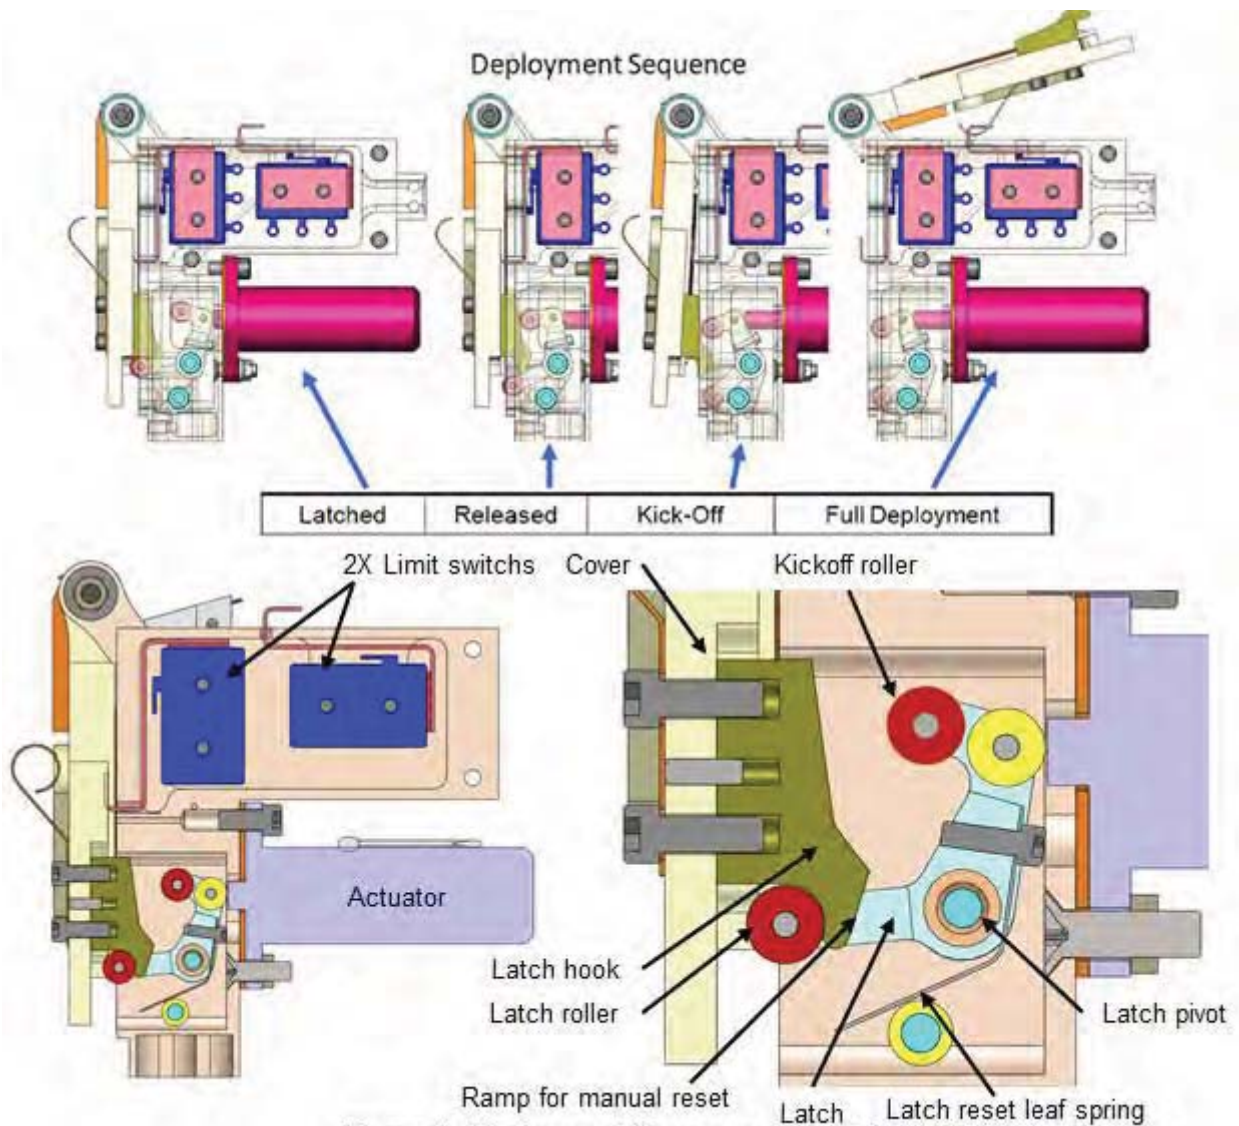 Deployment Sequence
Latched Released Kick-Off Full Deployment
2X Limit switchs Cover Kickoff roller
Actuator
Latch hook
Latch roller
Latch pivot
Ramp for manual reset
Latch
Latch reset leaf spring